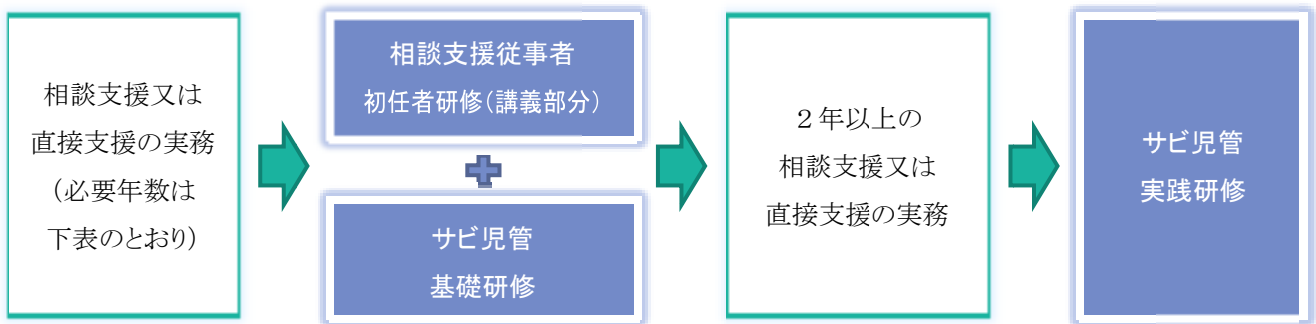 相談支援又は
直接支援の実務
（必要年数は
下表のとおり）
相談支援従事者
初任者研修（講義部分）
サビ児管
基礎研修
２年以上の
相談支援又は
直接支援の実務
サビ児管
実践研修